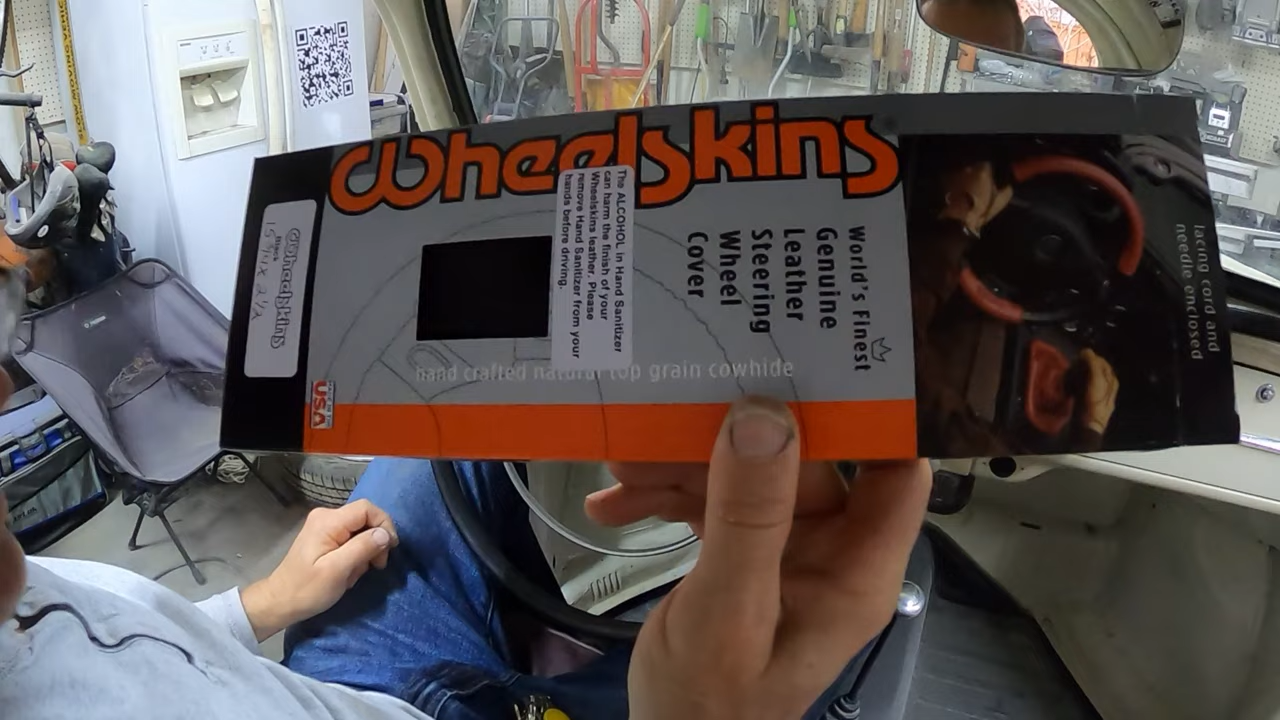 Wheelskins
The ALCOHOL in Hand Sanitizer
can harm the finish of your
Wheelskins leather. Please
remove Hand Sanitizer from your
hands before driving.
World's Finest
Genuine
Leather
Steering
Wheel
Cover
hand crafted natural top grain cowhide
Wheelskins
Black
USA
lacing cord and
needle enclosed